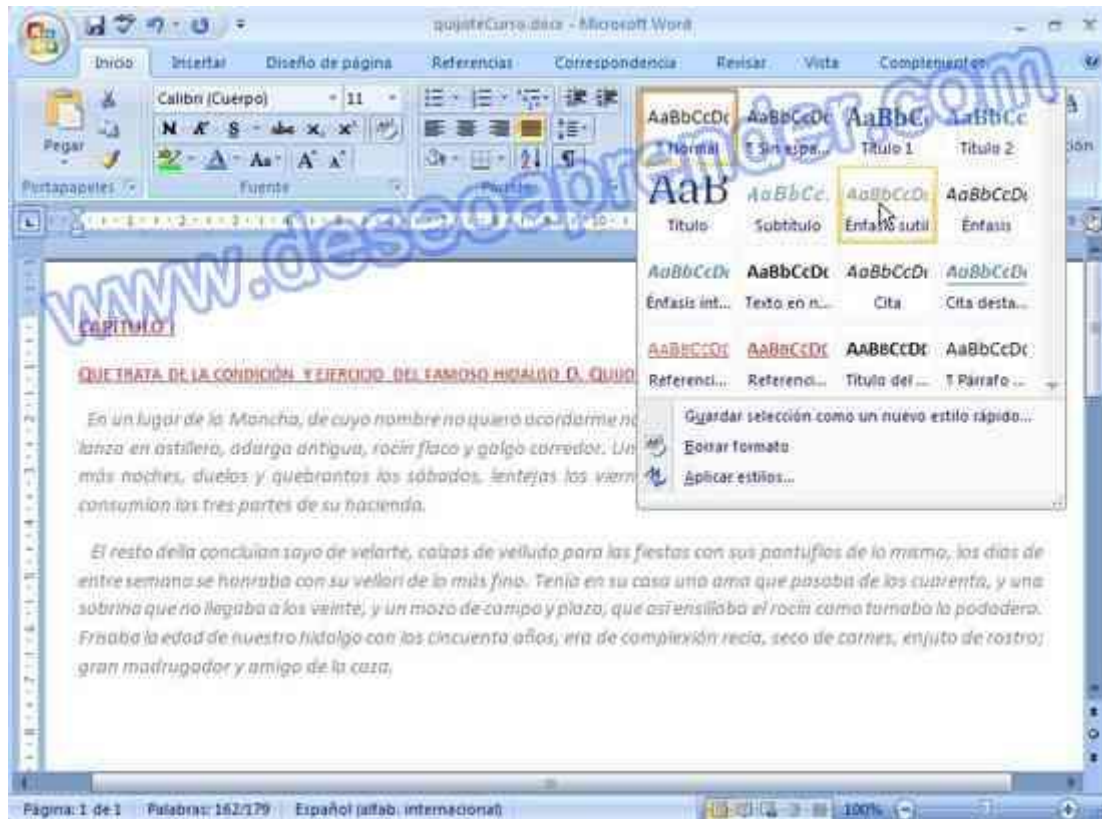 quijoteCurso.docx - Microsoft Word
Inicio Insertar Diseño de página Referencias Correspondencia Revisar Vista Complementos
Calibri (Cuerpo) 11
N K S abc x, x²
Pegar
Aa A A
Portapapeles Fuente Párrafo
AaBbCcDc AaBbCcDc AaBbC AaBbCc
¶ Normal ¶ Sin espa... Título 1 Título 2
AaB AaBbCc. AaBbCcDc AaBbCcDc
Título Subtítulo Énfasis sutil Énfasis
AaBbCcDc AaBbCcDc AaBbCcDc AaBbCcDc
Énfasis int... Texto en n... Cita Cita desta...
AaBbCcDc AaBbCcDc AaBbCcDc AaBbCcDc
Referenci... Referenci... Título del ... ¶ Párrafo ...
Guardar selección como un nuevo estilo rápido...
Borrar formato
Aplicar estilos...
www.deseoaprender.com
CAPÍTULO I
QUE TRATA DE LA CONDICIÓN Y EJERCICIO DEL FAMOSO HIDALGO D. QUIJO
En un lugar de la Mancha, de cuyo nombre no quiero acordarme no
lanza en astillero, adarga antigua, rocín flaco y galgo corredor. Un
más noches, duelos y quebrantos los sábados, lentejas los viern
consumían las tres partes de su hacienda.
El resto della concluían sayo de velarte, calzas de velludo para las fiestas con sus pantuflos de lo mismo, los días de
entre semana se honraba con su vellori de lo más fino. Tenía en su casa una ama que pasaba de los cuarenta, y una
sobrina que no llegaba a los veinte, y un mozo de campo y plaza, que así ensillaba el rocín como tomaba la podadera.
Frisaba la edad de nuestro hidalgo con los cincuenta años, era de complexión recia, seco de carnes, enjuto de rostro;
gran madrugador y amigo de la caza.
Página: 1 de 1 Palabras: 162/179 Español (alfab. internacional) 100%